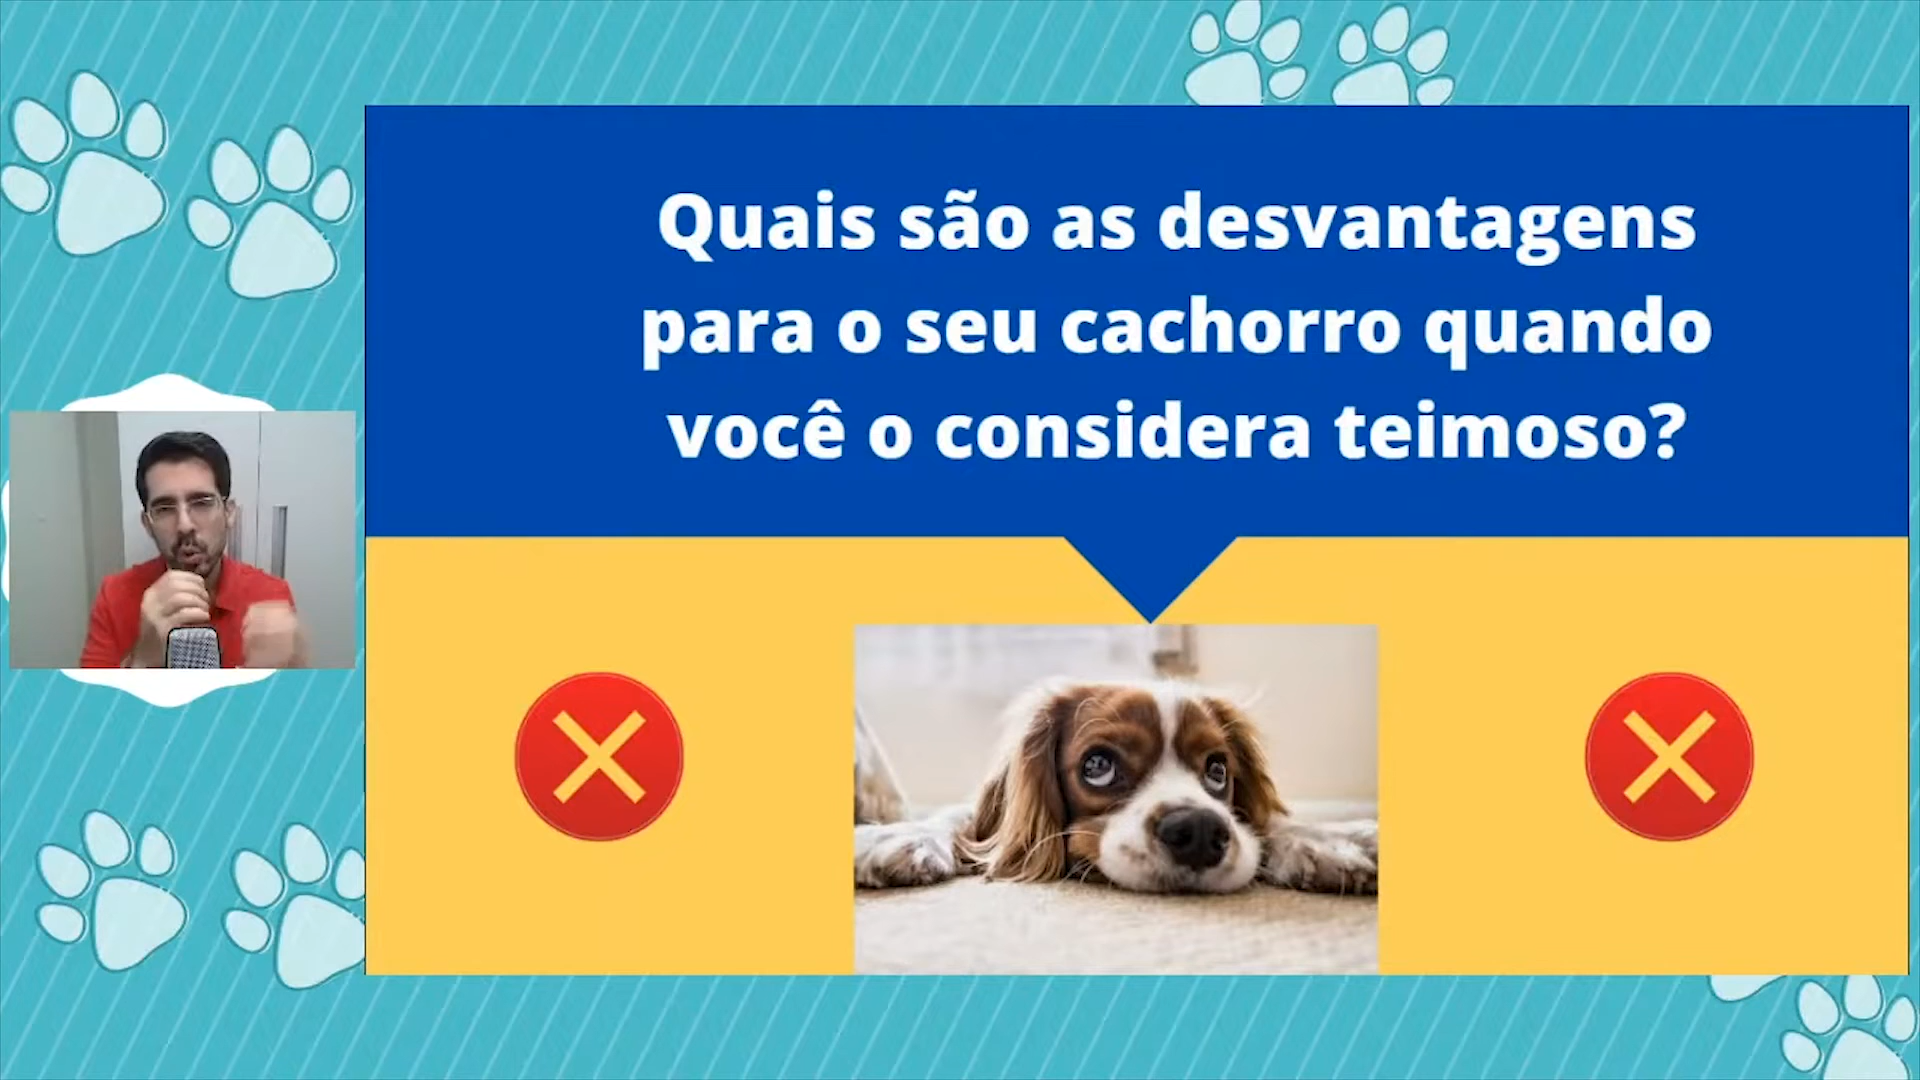 Quais são as desvantagens
para o seu cachorro quando
você o considera teimoso?